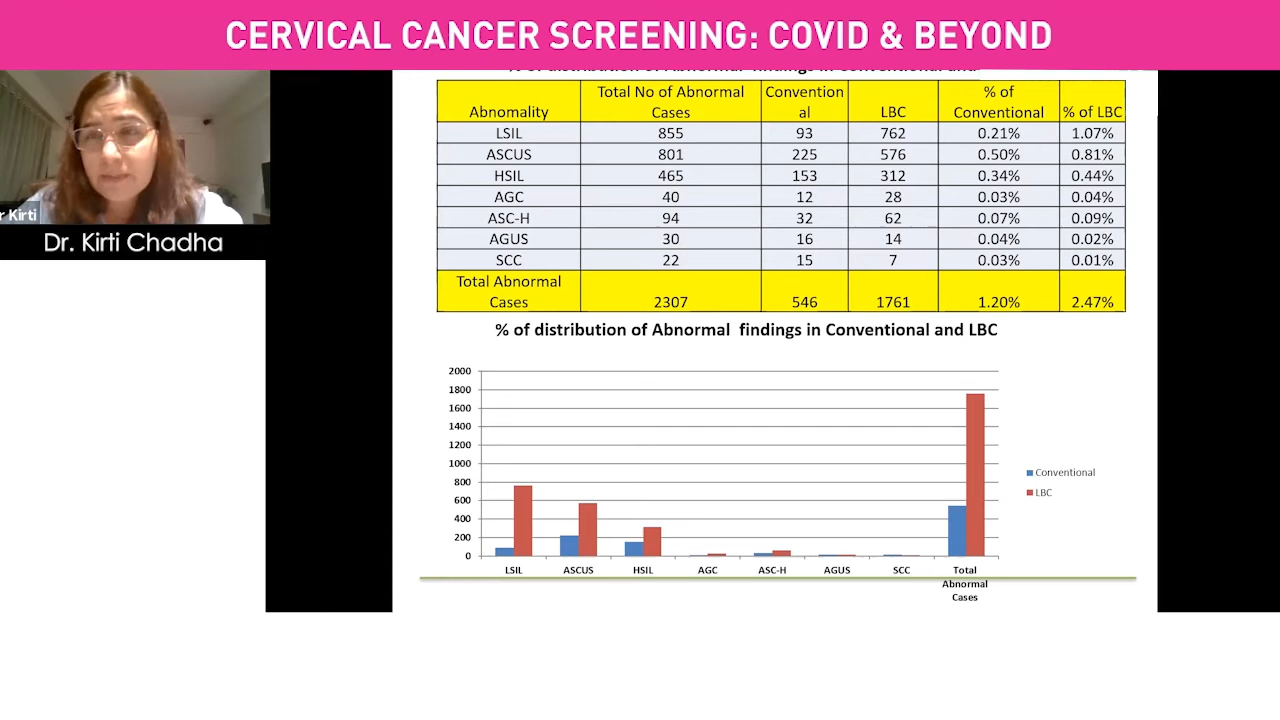 CERVICAL CANCER SCREENING: COVID & BEYOND
% of distribution of Abnormal findings in Conventional and
r Kirti
Dr. Kirti Chadha
Abnomality Total No of Abnormal Cases Convention al LBC % of Conventional % of LBC
LSIL 855 93 762 0.21% 1.07%
ASCUS 801 225 576 0.50% 0.81%
HSIL 465 153 312 0.34% 0.44%
AGC 40 12 28 0.03% 0.04%
ASC-H 94 32 62 0.07% 0.09%
AGUS 30 16 14 0.04% 0.02%
SCC 22 15 7 0.03% 0.01%
Total Abnormal Cases 2307 546 1761 1.20% 2.47%
% of distribution of Abnormal findings in Conventional and LBC
2000
1800
1600
1400
1200
1000
800
600
400
200
0
Conventional
LBC
LSIL ASCUS HSIL AGC ASC-H AGUS SCC Total
Abnormal
Cases